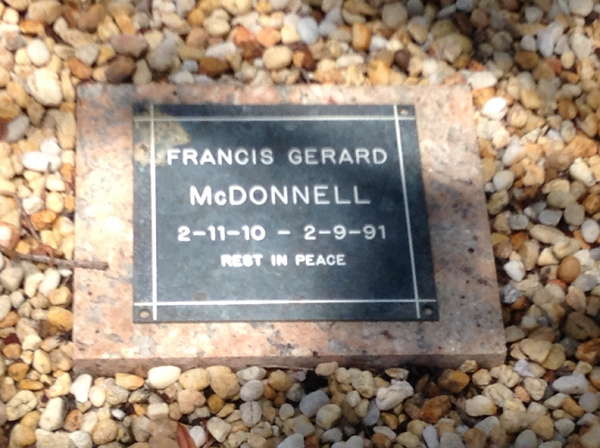 FRANCIS GERARD
McDONNELL
2-11-10 - 2-9-91
REST IN PEACE